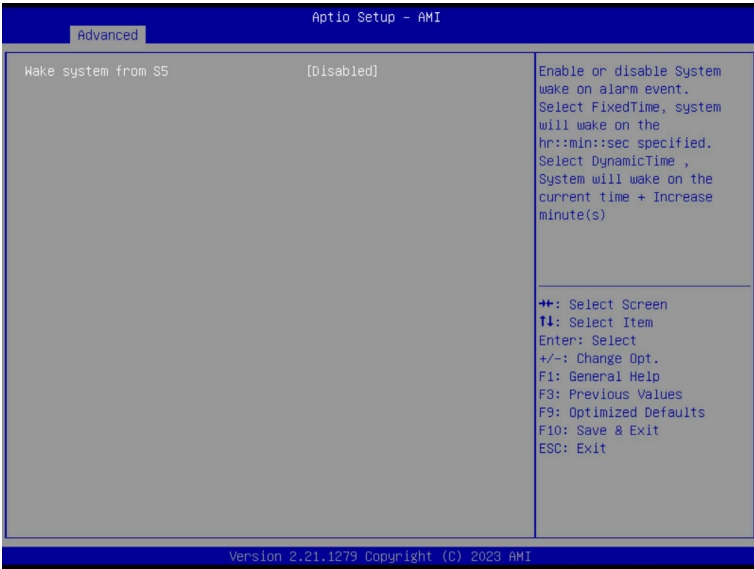 Aptio Setup – AMI
Advanced
Wake system from S5 [Disabled]
Enable or disable System
wake on alarm event.
Select FixedTime, system
will wake on the
hr::min::sec specified.
Select DynamicTime ,
System will wake on the
current time + Increase
minute(s)
→←: Select Screen
↑↓: Select Item
Enter: Select
+/-: Change Opt.
F1: General Help
F3: Previous Values
F9: Optimized Defaults
F10: Save & Exit
ESC: Exit
Version 2.21.1279 Copyright (C) 2023 AMI